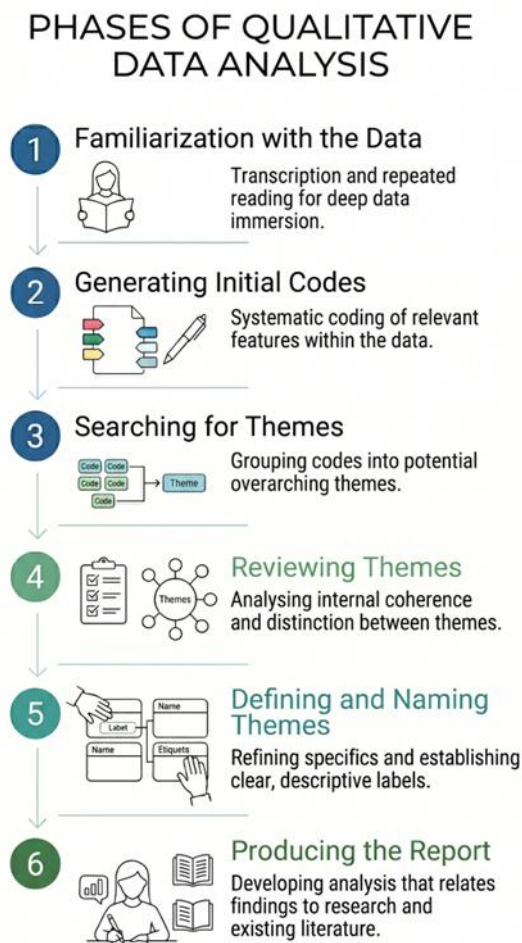 PHASES OF QUALITATIVE
DATA ANALYSIS
1
Familiarization with the Data
Transcription and repeated
reading for deep data
immersion.
2
Generating Initial Codes
Systematic coding of relevant
features within the data.
3
Searching for Themes
Code Code
Code Code
Code
Theme
Grouping codes into potential
overarching themes.
4
Themes
Reviewing Themes
Analysing internal coherence
and distinction between themes.
5
Label
Name
Name
Etiquets
Defining and Naming
Themes
Refining specifics and establishing
clear, descriptive labels.
6
Producing the Report
Developing analysis that relates
findings to research and
existing literature.